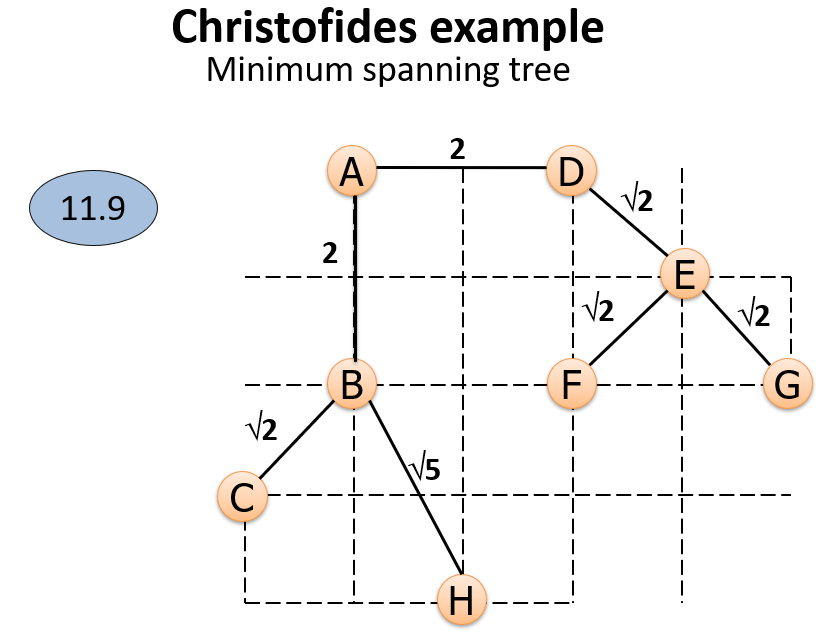 Christofides example
Minimum spanning tree
11.9
2
A
D
√2
2
E
√2
√2
B
F
G
√2
√5
C
H